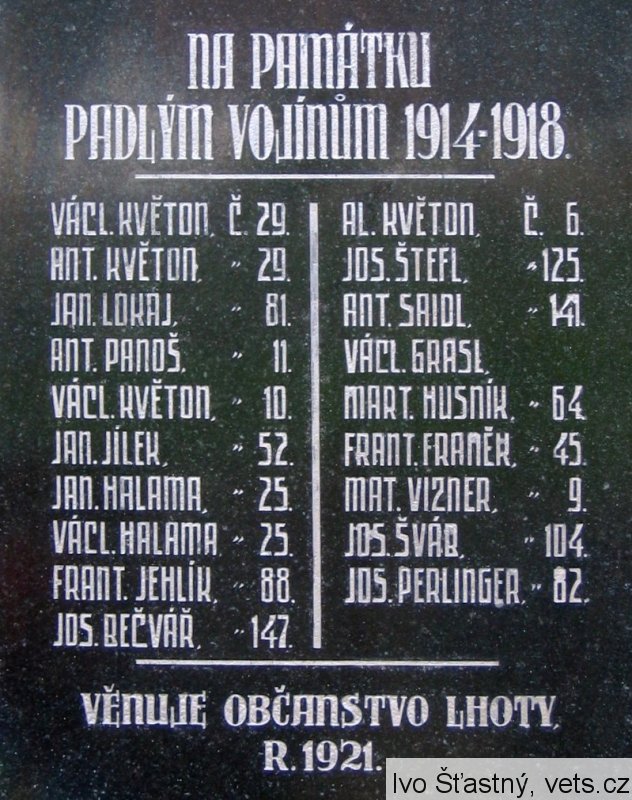 NA PAMÁTKU
PADLÝM VOJÍNŮM 1914-1918.
VÁCL. KVĚTON, Č. 29.
ANT. KVĚTON, " 29.
JAN. LOKAJ, " 81.
ANT. PANOŠ, " 11.
VÁCL. KVĚTON, " 10.
JAN. JÍLEK, " 52.
JAN. HALAMA, " 25.
VÁCL. HALAMA " 25.
FRANT. JEHLÍK, " 88.
JOS. BEČVÁŘ, " 147.
AL. KVĚTON, Č. 6.
JOS. ŠTEFL, " 125.
ANT. SAIDL, " 141.
VÁCL. GRASL,
MART. HUSNÍK, " 64.
FRANT. FRANĚK, " 45.
MAT. VIZNER, " 9.
JOS. ŠVÁB, " 104.
JOS. PERLINGER, " 82.
VĚNUJE OBČANSTVO LHOTY,
R. 1921.
Ivo Šťastný, vets.cz